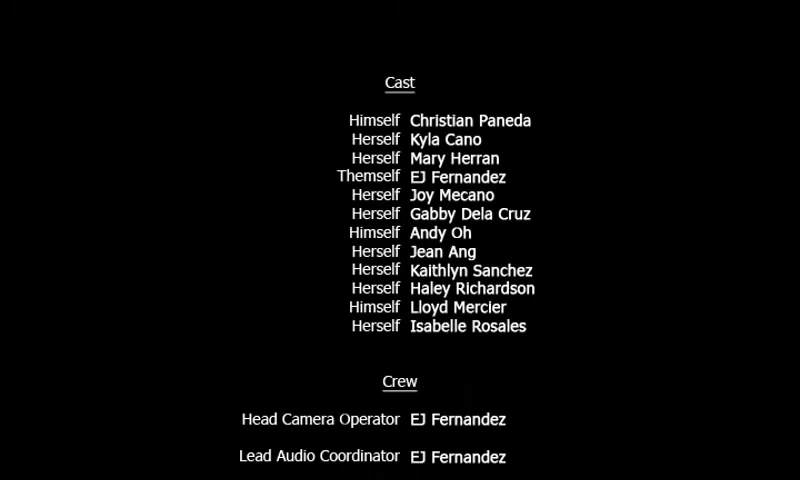 Cast
Himself Christian Paneda
Herself Kyla Cano
Herself Mary Herran
Themself EJ Fernandez
Herself Joy Mecano
Herself Gabby Dela Cruz
Himself Andy Oh
Herself Jean Ang
Herself Kaithlyn Sanchez
Herself Haley Richardson
Himself Lloyd Mercier
Herself Isabelle Rosales
Crew
Head Camera Operator EJ Fernandez
Lead Audio Coordinator EJ Fernandez